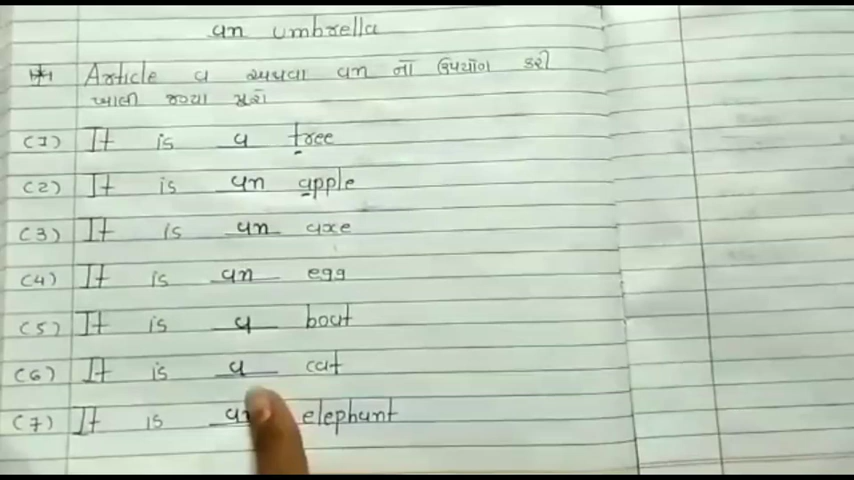 an umbrella
* Article a અથવા an નો ઉપયોગ કરી
ખાલી જગ્યા પૂરો
(1) It is a tree
(2) It is an apple
(3) It is an axe
(4) It is an egg
(5) It is a boat
(6) It is a cat
(7) It is an elephant